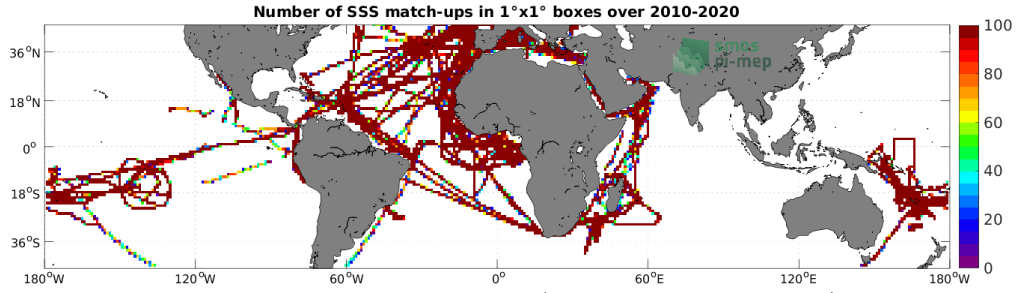 Number of SSS match-ups in 1°x1° boxes over 2010-2020
36°N
18°N
0°
18°S
36°S
180°W
120°W
60°W
0°
60°E
120°E
180°W
100
80
60
40
20
0
smos
pi-mep